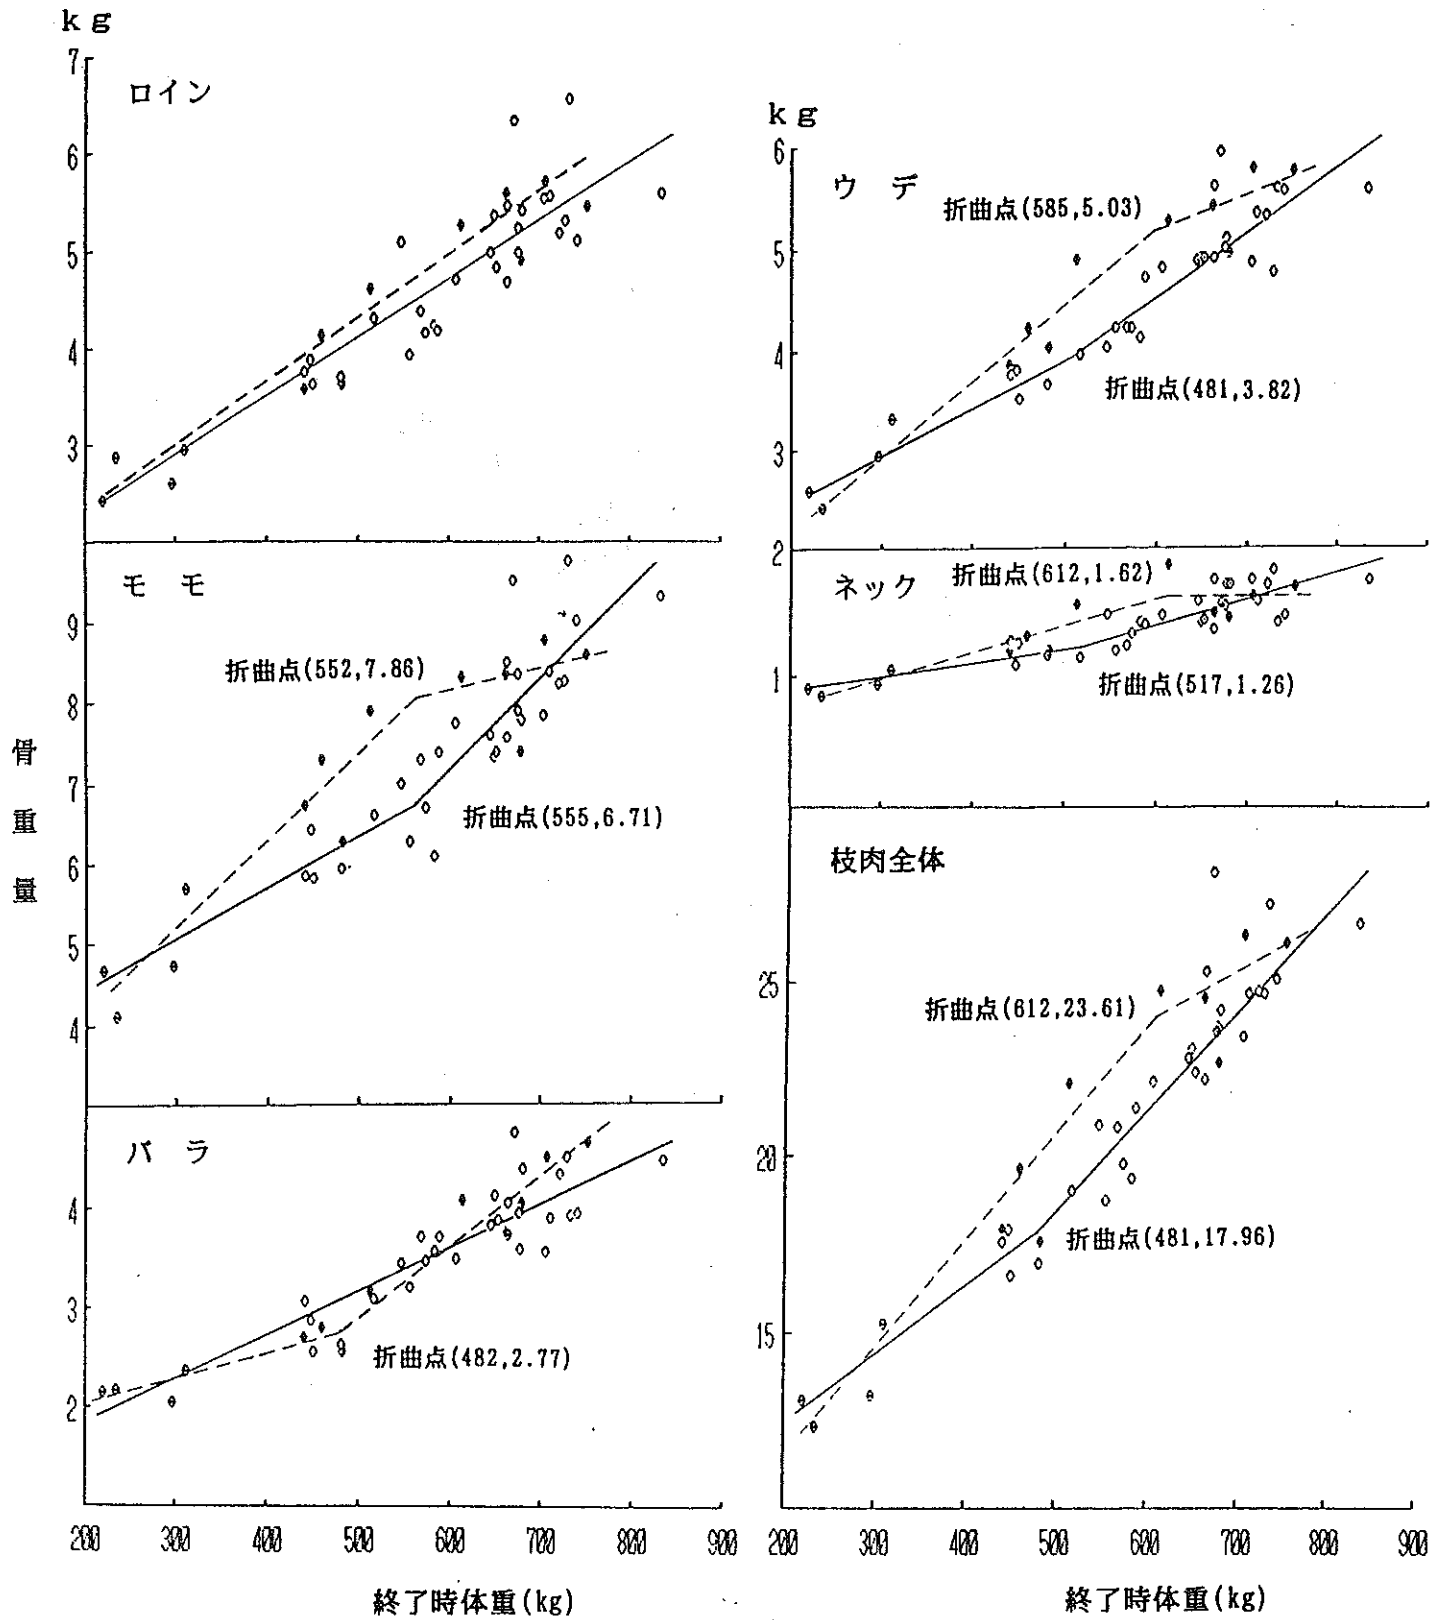 kg
7
ロイン
6
5
4
3
モ モ
9
折曲点(552,7.86)
8
7
折曲点(555,6.71)
6
5
4
バ ラ
4
3
折曲点(482,2.77)
2
200 300 400 500 600 700 800 900
終了時体重(kg)
骨重量
kg
6
ウ デ
折曲点(585,5.03)
5
4
折曲点(481,3.82)
3
2
ネック
折曲点(612,1.62)
1
折曲点(517,1.26)
枝肉全体
25
折曲点(612,23.61)
20
折曲点(481,17.96)
15
200 300 400 500 600 700 800 900
終了時体重(kg)